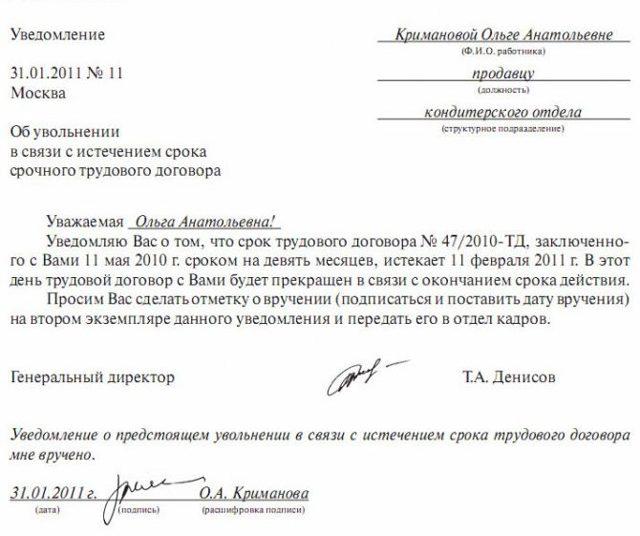 Уведомление
Кримановой Ольге Анатольевне
(Ф.И.О. работника)
31.01.2011 № 11
продавцу
(должность)
Москва
кондитерского отдела
(структурное подразделение)
Об увольнении
в связи с истечением срока
срочного трудового договора
Уважаемая Ольга Анатольевна!
Уведомляю Вас о том, что срок трудового договора № 47/2010-ТД, заключенно-
го с Вами 11 мая 2010 г. сроком на девять месяцев, истекает 11 февраля 2011 г. В этот
день трудовой договор с Вами будет прекращен в связи с окончанием срока действия.
Просим Вас сделать отметку о вручении (подписаться и поставить дату вручения)
на втором экземпляре данного уведомления и передать его в отдел кадров.
Генеральный директор Т.А. Денисов
Уведомление о предстоящем увольнении в связи с истечением срока трудового договора
мне вручено.
31.01.2011 г. О.А. Криманова
(дата) (подпись) (расшифровка подписи)